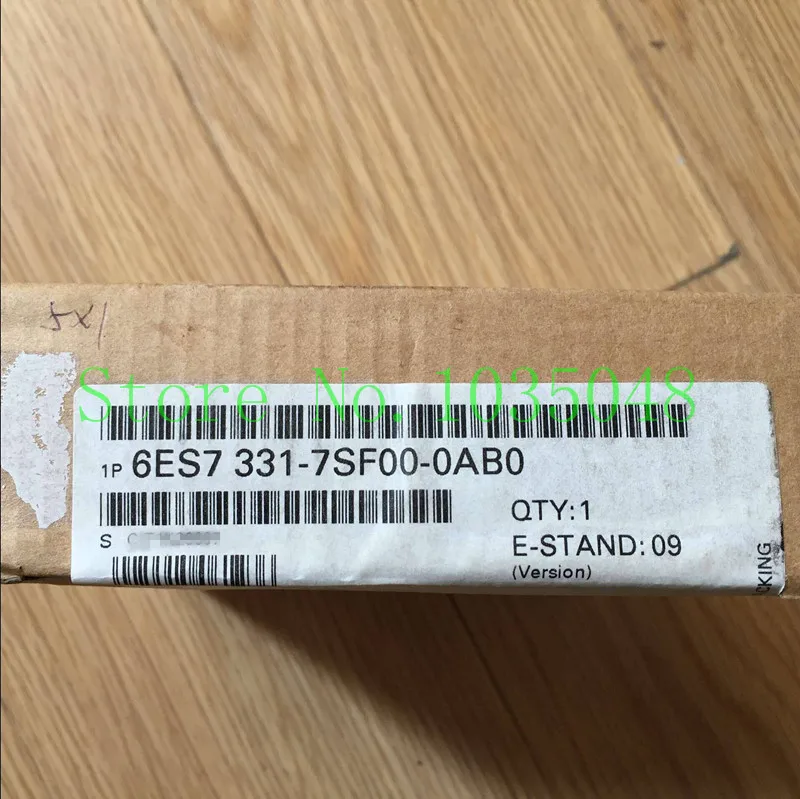 5x1
Store No. 1035048
1P 6ES7 331-7SF00-0AB0
QTY:1
S
E-STAND: 09
(Version)
CKING